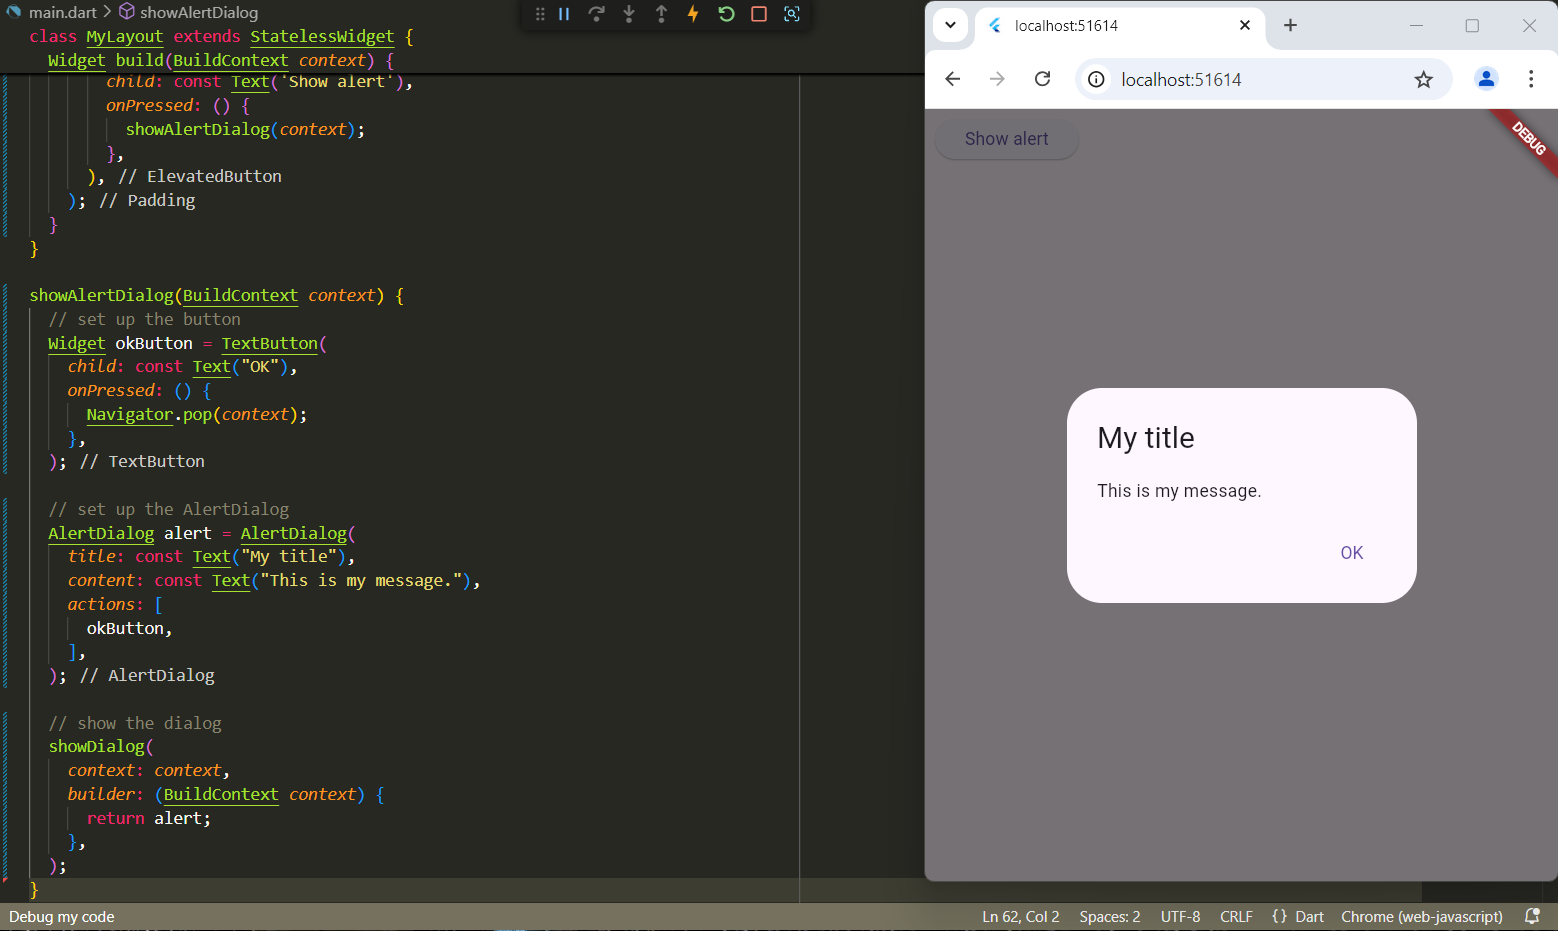 main.dart > showAlertDialog
class MyLayout extends StatelessWidget {
  Widget build(BuildContext context) {
        child: const Text('Show alert'),
        onPressed: () {
          showAlertDialog(context);
        },
      ), // ElevatedButton
    ); // Padding
  }
}
showAlertDialog(BuildContext context) {
  // set up the button
  Widget okButton = TextButton(
    child: const Text("OK"),
    onPressed: () {
      Navigator.pop(context);
    },
  ); // TextButton
  // set up the AlertDialog
  AlertDialog alert = AlertDialog(
    title: const Text("My title"),
    content: const Text("This is my message."),
    actions: [
      okButton,
    ],
  ); // AlertDialog
  // show the dialog
  showDialog(
    context: context,
    builder: (BuildContext context) {
      return alert;
    },
  );
}
localhost:51614
localhost:51614
Show alert
DEBUG
My title
This is my message.
OK
Debug my code
Ln 62, Col 2 Spaces: 2 UTF-8 CRLF {} Dart Chrome (web-javascript)